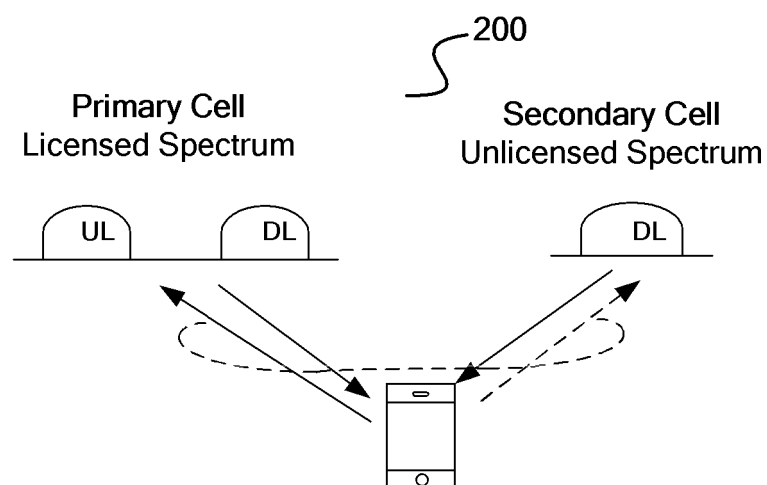 200
Primary Cell
Licensed Spectrum
Secondary Cell
Unlicensed Spectrum
UL
DL
DL